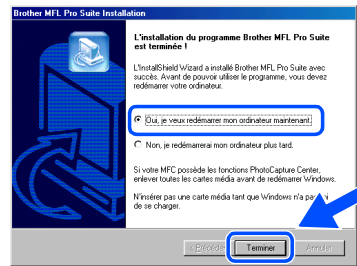 Brother MFL Pro Suite Installation
L'installation du programme Brother MFL Pro Suite
est terminée !
L'InstallShield Wizard a installé Brother MFL Pro Suite avec
succès. Avant de pouvoir utiliser le programme, vous devez
redémarrer votre ordinateur.
Oui, je veux redémarrer mon ordinateur maintenant.
Non, je redémarrerai mon ordinateur plus tard.
Si votre MFC possède les fonctions PhotoCapture Center,
enlever toutes les cartes média avant de redémarrer Windows.
N'insérer pas une carte média tant que Windows n'a
de se charger.
< Précédent
Terminer
Annuler